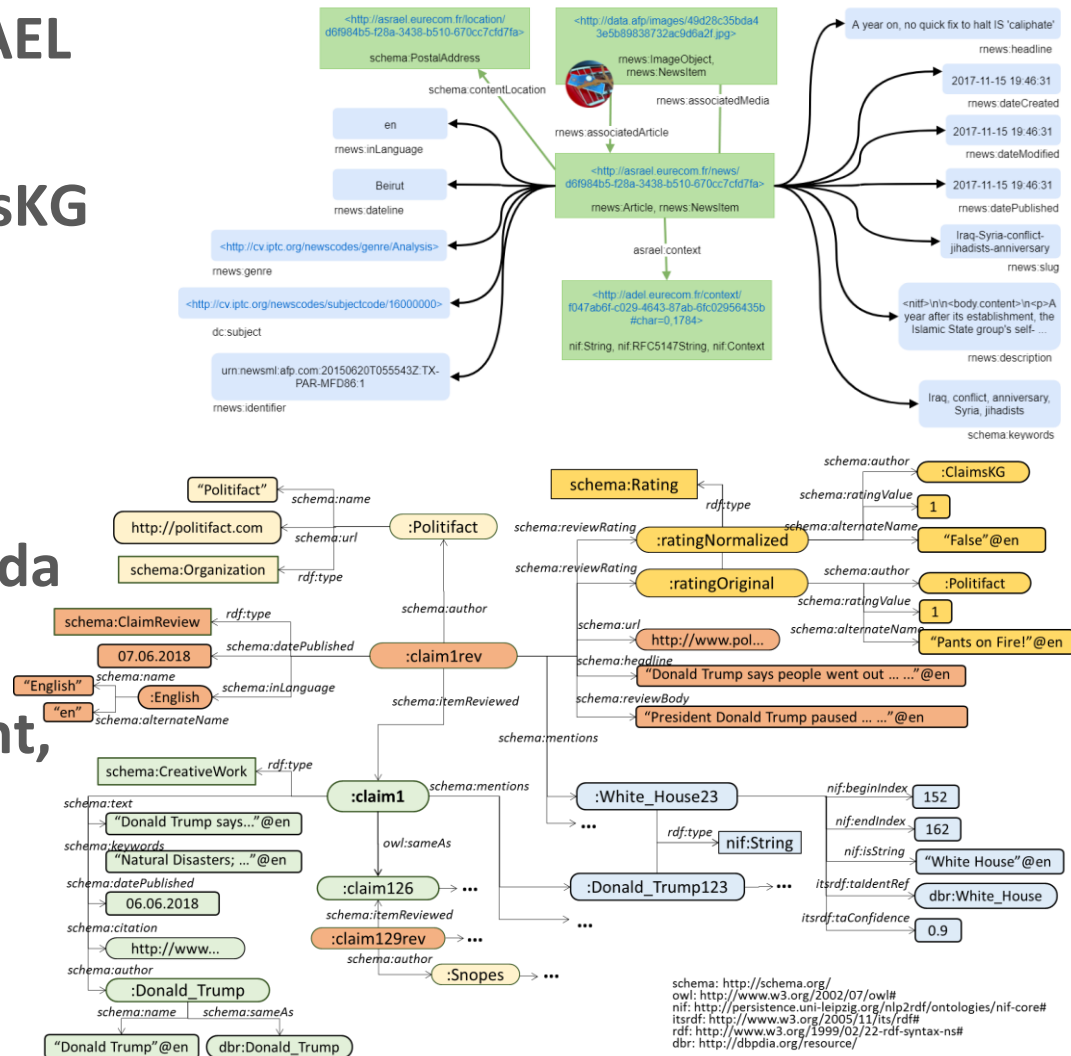 AEL
sKG
da
nt,
<http://asrael.eurecom.fr/location/
d6f984b5-f28a-3438-b510-670cc7cfd7fa>
schema:PostalAddress
<http://data.afp/images/49d28c35bda4
3e5b89838732ac9d6a2f.jpg>
rnews:ImageObject,
rnews:NewsItem
A year on, no quick fix to halt IS 'caliphate'
rnews:headline
schema:contentLocation
rnews:associatedMedia
rnews:associatedArticle
en
rnews:inLanguage
Beirut
rnews:dateline
<http://cv.iptc.org/newscodes/genre/Analysis>
rnews:genre
<http://cv.iptc.org/newscodes/subjectcode/16000000>
dc:subject
urn:newsml:afp.com:20150620T055543Z:TX-
PAR-MFD86:1
rnews:identifier
<http://asrael.eurecom.fr/news/
d6f984b5-f28a-3438-b510-670cc7cfd7fa>
rnews:Article, rnews:NewsItem
asrael:context
<http://adel.eurecom.fr/context/
f047ab6f-c029-4643-87ab-6fc02956435b
#char=0,1784>
nif:String, nif:RFC5147String, nif:Context
2017-11-15 19:46:31
rnews:dateCreated
2017-11-15 19:46:31
rnews:dateModified
2017-11-15 19:46:31
rnews:datePublished
Iraq-Syria-conflict-
jihadists-anniversary
rnews:slug
<nitf>\n\n<body.content>\n<p>A
year after its establishment, the
Islamic State group's self- ...
rnews:description
Iraq, conflict, anniversary,
Syria, jihadists
schema:keywords
"Politifact"
schema:name
http://politifact.com
schema:url
:Politifact
schema:Organization
rdf:type
schema:author
schema:ClaimReview
rdf:type
07.06.2018
schema:datePublished
:claim1rev
"English"
schema:name
:English
schema:inLanguage
"en"
schema:alternateName
schema:itemReviewed
schema:Rating
rdf:type
schema:reviewRating
:ratingNormalized
schema:author
:ClaimsKG
schema:ratingValue
1
schema:alternateName
"False"@en
schema:reviewRating
:ratingOriginal
schema:author
:Politifact
schema:ratingValue
1
schema:alternateName
"Pants on Fire!"@en
schema:url
http://www.pol...
schema:headline
"Donald Trump says people went out ... ..."@en
schema:reviewBody
"President Donald Trump paused ... ..."@en
schema:mentions
schema:CreativeWork
rdf:type
:claim1
schema:mentions
schema:text
"Donald Trump says..."@en
schema:keywords
"Natural Disasters; ..."@en
schema:datePublished
06.06.2018
schema:citation
http://www...
schema:author
:Donald_Trump
schema:name
schema:sameAs
"Donald Trump"@en
dbr:Donald_Trump
owl:sameAs
:claim126
...
schema:itemReviewed
:claim129rev
...
schema:author
:Snopes
...
:White_House23
...
rdf:type
nif:String
:Donald_Trump123
...
...
nif:beginIndex
152
nif:endIndex
162
nif:isString
"White House"@en
itsrdf:taIdentRef
dbr:White_House
itsrdf:taConfidence
0.9
schema: http://schema.org/
owl: http://www.w3.org/2002/07/owl#
nif: http://persistence.uni-leipzig.org/nlp2rdf/ontologies/nif-core#
itsrdf: http://www.w3.org/2005/11/its/rdf#
rdf: http://www.w3.org/1999/02/22-rdf-syntax-ns#
dbr: http://dbpdia.org/resource/